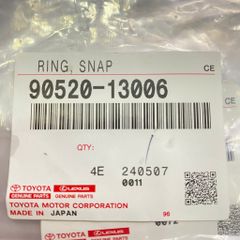 RING, SNAP
CE
90520-13006
QTY:
4E 240507
0011
TOYOTA LEXUS
GENUINE PARTS GENUINE PARTS
TOYOTA MOTOR CORPORATION
MADE IN JAPAN 96